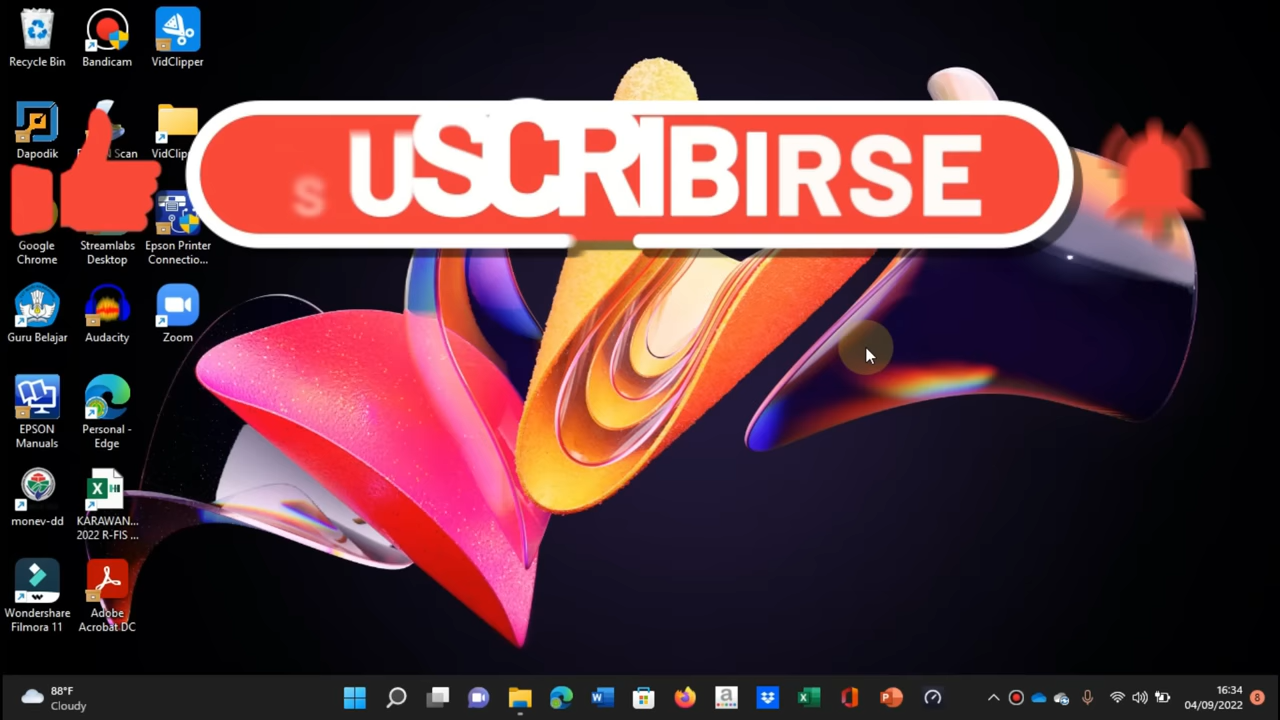 Recycle Bin
Bandicam
VidClipper
SUSCRIBIRSE
Dapodik
Scan
VidClip
Google Chrome
Streamlabs Desktop
Epson Printer Connectio...
Guru Belajar
Audacity
Zoom
EPSON Manuals
Personal - Edge
monev-dd
KARAWAN... 2022 R-FIS ...
Wondershare Filmora 11
Adobe Acrobat DC
88°F
Cloudy
16:34
04/09/2022
8